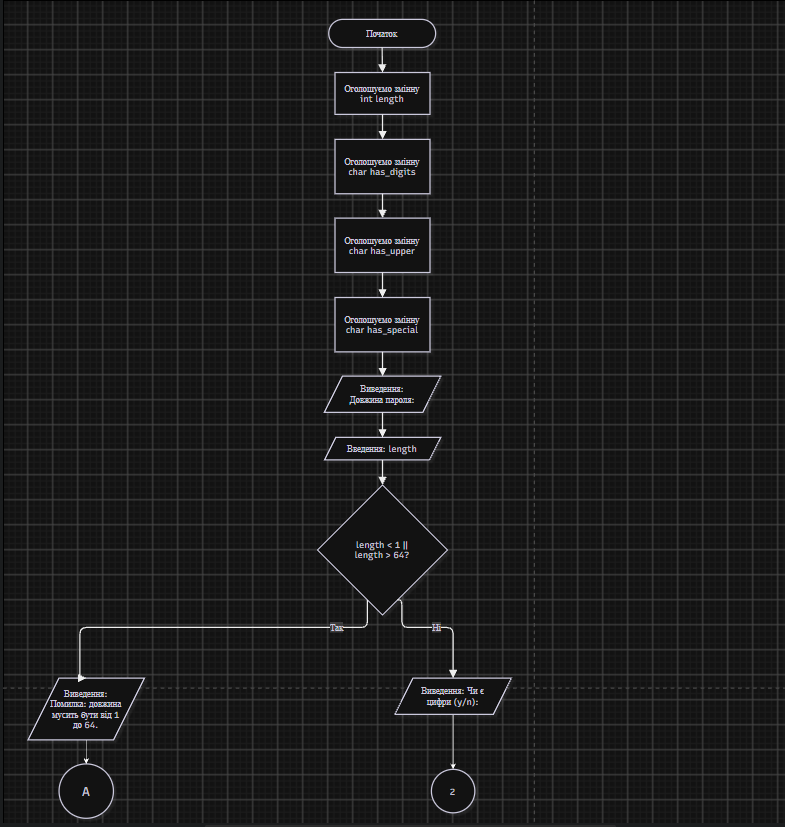 Початок
Оголошуємо змінну
int length
Оголошуємо змінну
char has_digits
Оголошуємо змінну
char has_upper
Оголошуємо змінну
char has_special
Виведення:
Довжина пароля:
Введення: length
length < 1 ||
length > 64?
Так
Ні
Виведення:
Помилка: довжина
мусить бути від 1
до 64.
Виведення: Чи є
цифри (y/n):
A
2